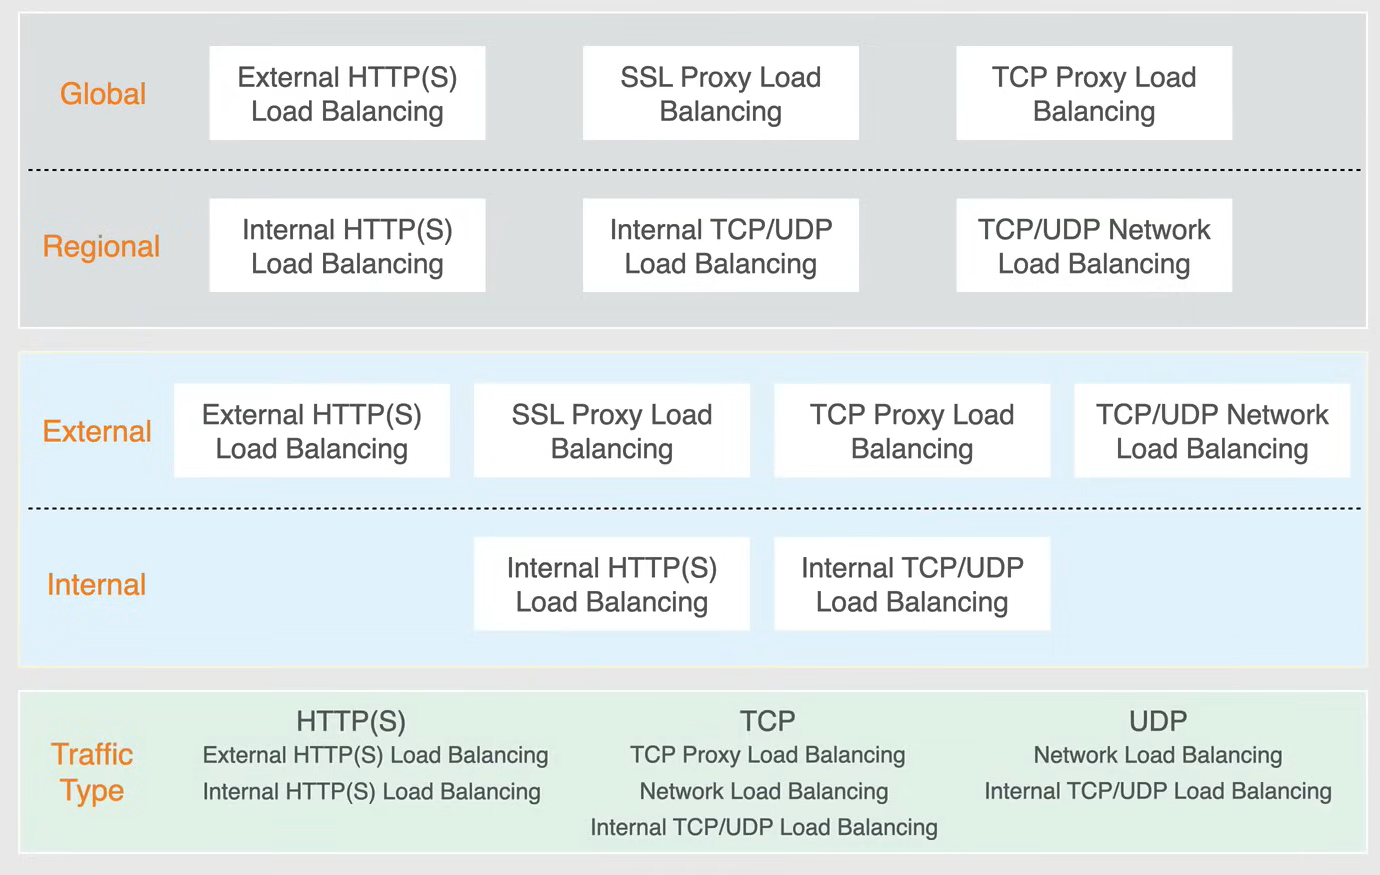 Global
External HTTP(S)
Load Balancing
SSL Proxy Load
Balancing
TCP Proxy Load
Balancing
Regional
Internal HTTP(S)
Load Balancing
Internal TCP/UDP
Load Balancing
TCP/UDP Network
Load Balancing
External
External HTTP(S)
Load Balancing
SSL Proxy Load
Balancing
TCP Proxy Load
Balancing
TCP/UDP Network
Load Balancing
Internal
Internal HTTP(S)
Load Balancing
Internal TCP/UDP
Load Balancing
Traffic
Type
HTTP(S)
External HTTP(S) Load Balancing
Internal HTTP(S) Load Balancing
TCP
TCP Proxy Load Balancing
Network Load Balancing
Internal TCP/UDP Load Balancing
UDP
Network Load Balancing
Internal TCP/UDP Load Balancing